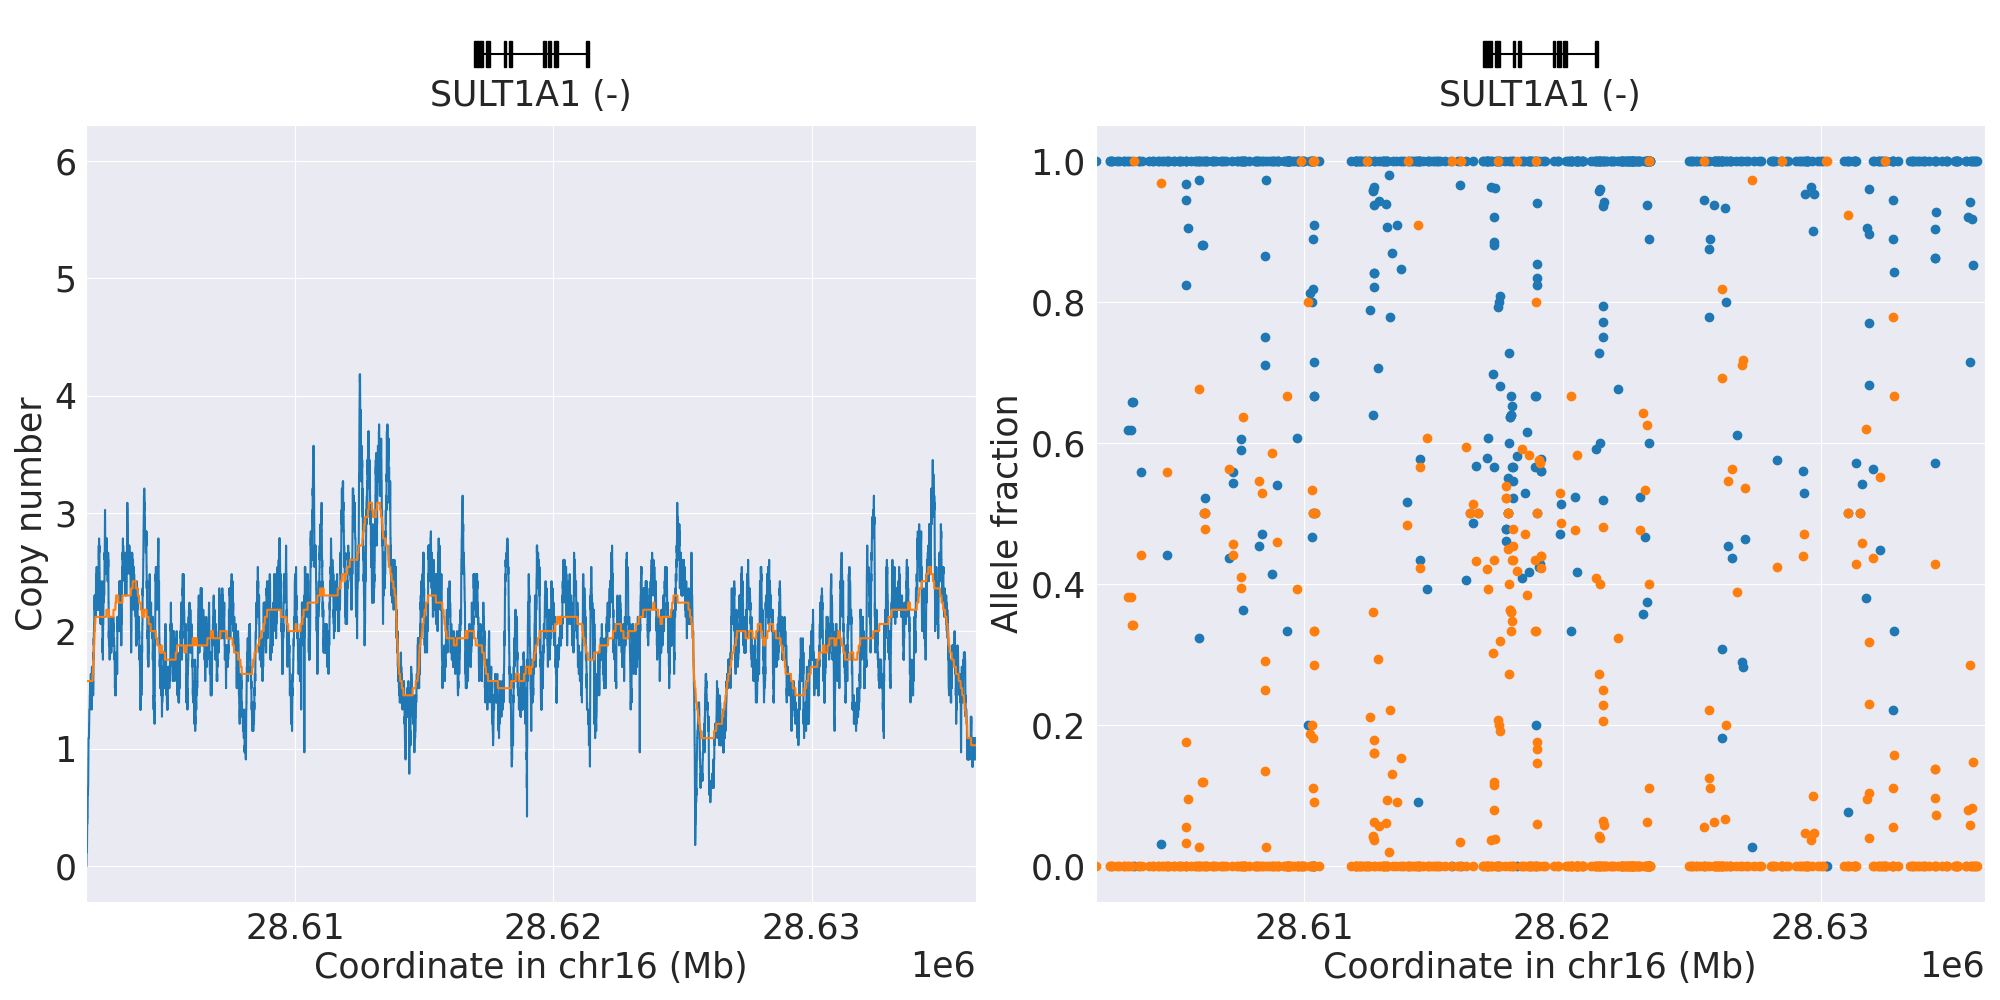 SULT1A1 (-)
6
5
4
3
2
1
0
Copy number
28.61
28.62
28.63
Coordinate in chr16 (Mb)
1e6
SULT1A1 (-)
1.0
0.8
0.6
0.4
0.2
0.0
Allele fraction
28.61
28.62
28.63
Coordinate in chr16 (Mb)
1e6